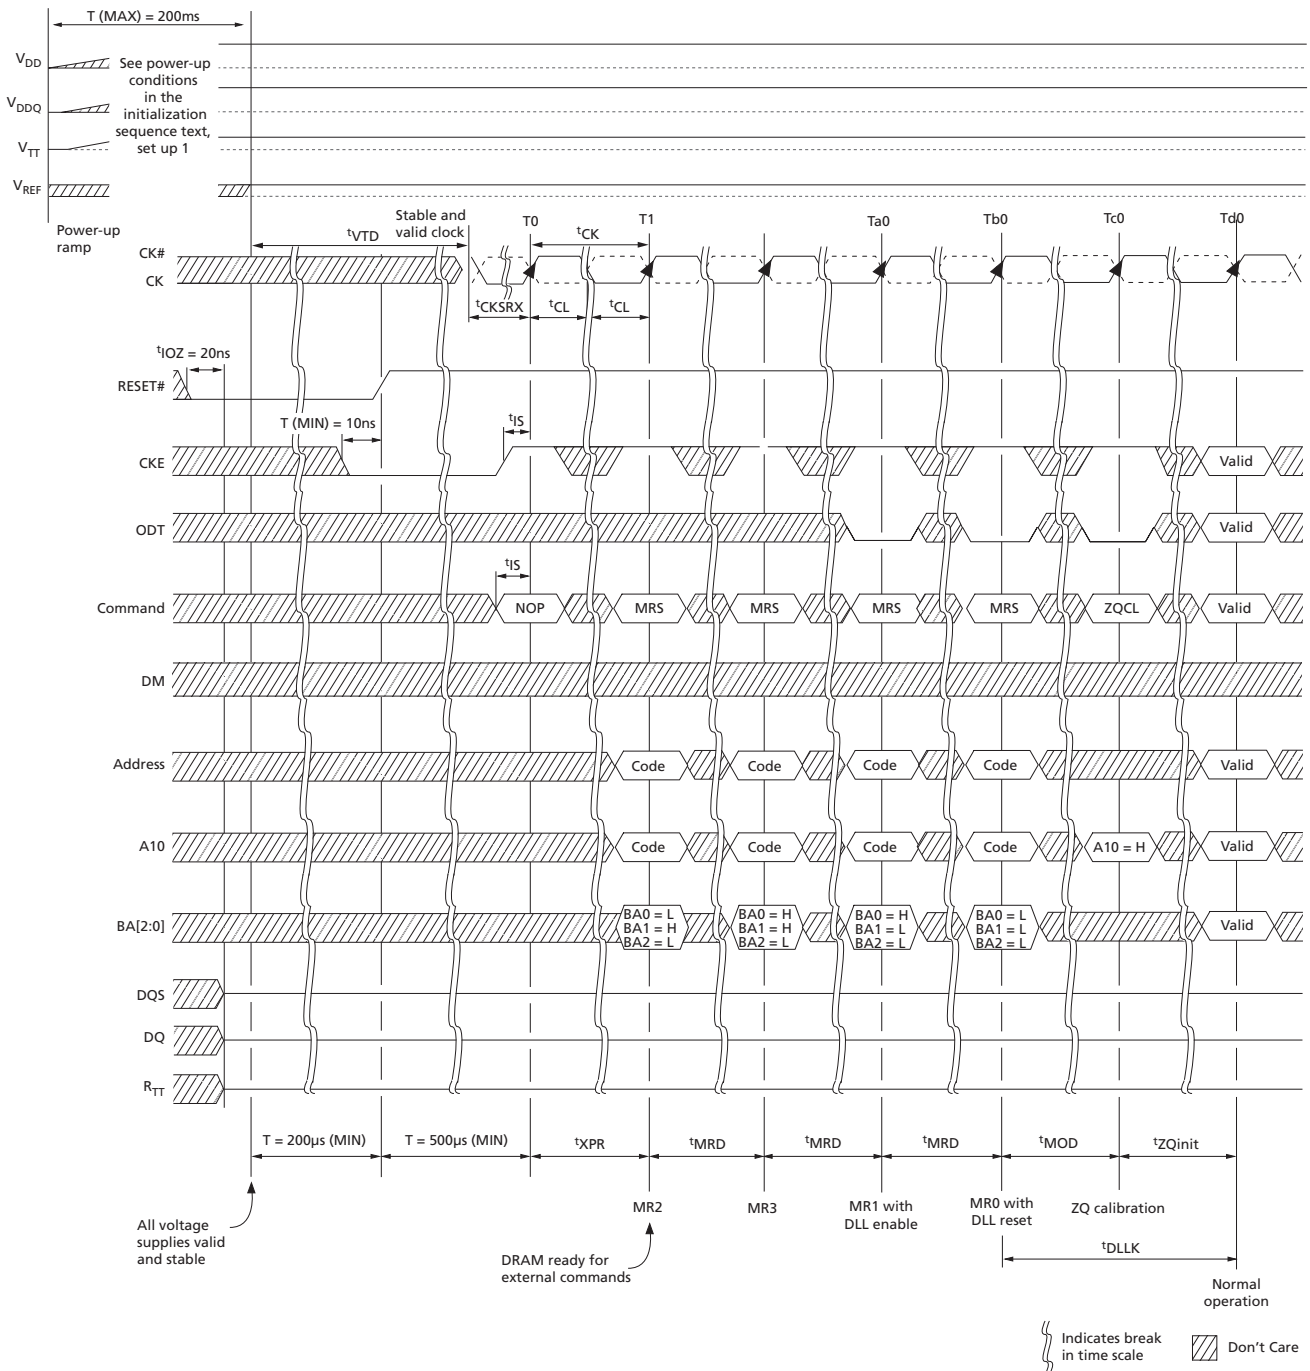 T (MAX) = 200ms
VDD
See power-up
conditions
in the
initialization
sequence text,
set up 1
VDDQ
VTT
VREF
Power-up
ramp
Stable and
valid clock
tVTD
T0
T1
Ta0
Tb0
Tc0
Td0
tCK
CK#
CK
tCKSRX
tCL
tCL
tIOZ = 20ns
RESET#
T (MIN) = 10ns
tIS
CKE
Valid
ODT
Valid
tIS
Command
NOP
MRS
MRS
MRS
MRS
ZQCL
Valid
DM
Address
Code
Code
Code
Code
Valid
A10
Code
Code
Code
Code
A10 = H
Valid
BA[2:0]
BA0 = L
BA1 = H
BA2 = L
BA0 = H
BA1 = H
BA2 = L
BA0 = H
BA1 = L
BA2 = L
BA0 = L
BA1 = L
BA2 = L
Valid
DQS
DQ
RTT
T = 200µs (MIN)
T = 500µs (MIN)
tXPR
tMRD
tMRD
tMRD
tMOD
tZQinit
MR2
MR3
MR1 with
DLL enable
MR0 with
DLL reset
ZQ calibration
All voltage
supplies valid
and stable
DRAM ready for
external commands
tDLLK
Normal
operation
Indicates break
in time scale
Don't Care